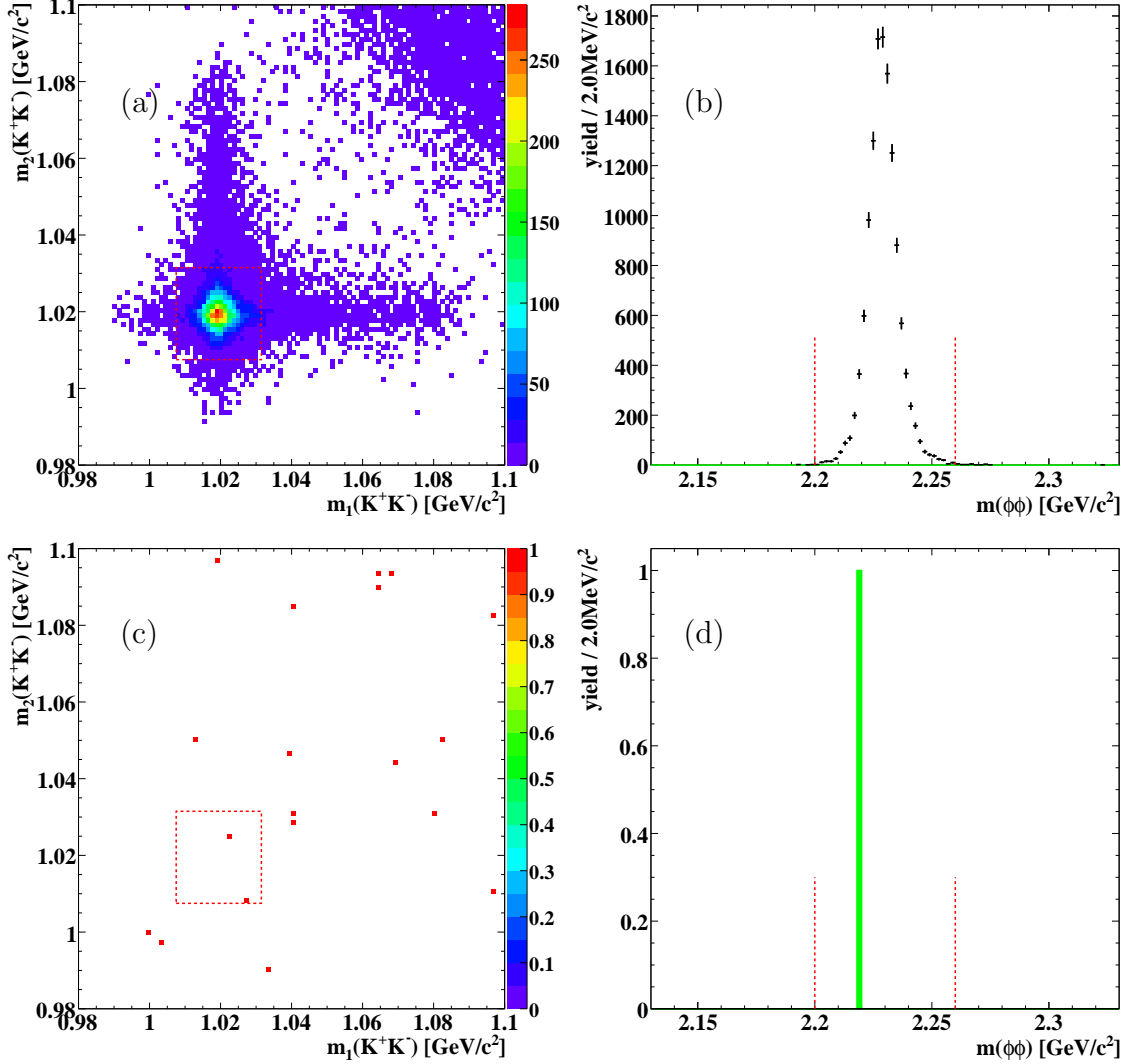 m₂(K⁺K⁻) [GeV/c²]
1.1
1.08
1.06
1.04
1.02
1
0.98
(a)
250
200
150
100
50
0
0.98 1 1.02 1.04 1.06 1.08 1.1
m₁(K⁺K⁻) [GeV/c²]
yield / 2.0MeV/c²
1800
1600
1400
1200
1000
800
600
400
200
0
(b)
2.15 2.2 2.25 2.3
m(ϕϕ) [GeV/c²]
m₂(K⁺K⁻) [GeV/c²]
1.1
1.08
1.06
1.04
1.02
1
0.98
(c)
1
0.9
0.8
0.7
0.6
0.5
0.4
0.3
0.2
0.1
0
0.98 1 1.02 1.04 1.06 1.08 1.1
m₁(K⁺K⁻) [GeV/c²]
yield / 2.0MeV/c²
1
0.8
0.6
0.4
0.2
0
(d)
2.15 2.2 2.25 2.3
m(ϕϕ) [GeV/c²]